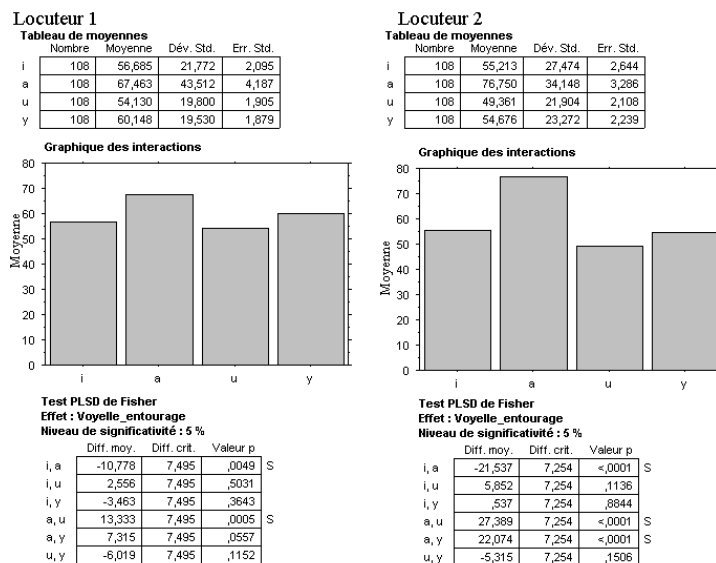 Locuteur 1
Tableau de moyennes
Nombre Moyenne Dév. Std. Err. Std.
i 108 56,685 21,772 2,095
a 108 67,463 43,512 4,187
u 108 54,130 19,800 1,905
y 108 60,148 19,530 1,879
Graphique des interactions
80
70
60
50
40
30
20
10
0
Moyenne
i a u y
Test PLSD de Fisher
Effet : Voyelle_entourage
Niveau de significativité : 5 %
Diff. moy. Diff. crit. Valeur p
i, a -10,778 7,495 ,0049 S
i, u 2,556 7,495 ,5031
i, y -3,463 7,495 ,3643
a, u 13,333 7,495 ,0005 S
a, y 7,315 7,495 ,0557
u, y -6,019 7,495 ,1152
Locuteur 2
Tableau de moyennes
Nombre Moyenne Dév. Std. Err. Std.
i 108 55,213 27,474 2,644
a 108 76,750 34,148 3,286
u 108 49,361 21,904 2,108
y 108 54,676 23,272 2,239
Graphique des interactions
80
70
60
50
40
30
20
10
0
Moyenne
i a u y
Test PLSD de Fisher
Effet : Voyelle_entourage
Niveau de significativité : 5 %
Diff. moy. Diff. crit. Valeur p
i, a -21,537 7,254 <,0001 S
i, u 5,852 7,254 ,1136
i, y ,537 7,254 ,8844
a, u 27,389 7,254 <,0001 S
a, y 22,074 7,254 <,0001 S
u, y -5,315 7,254 ,1506